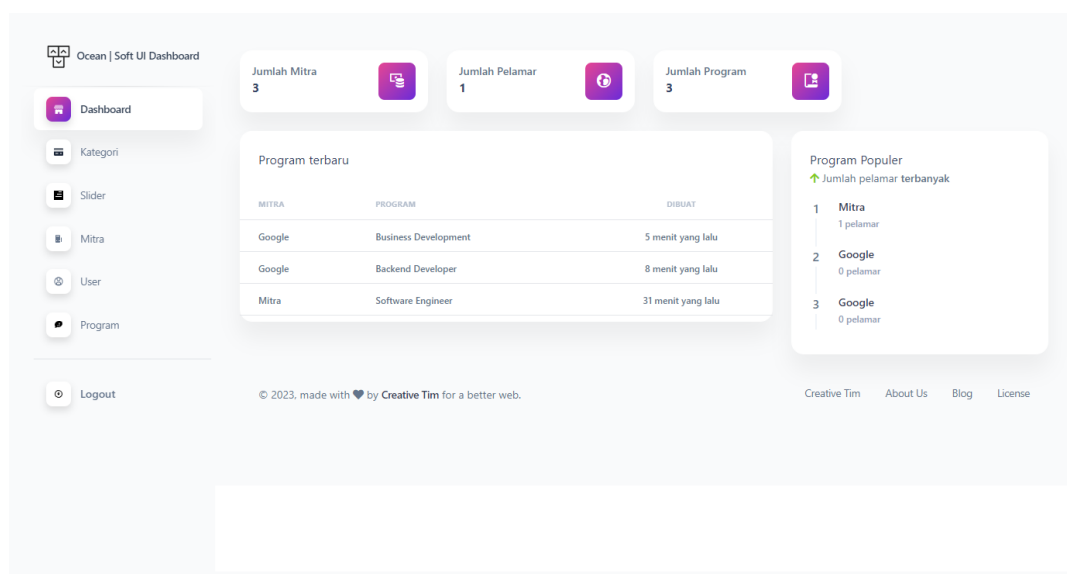 Ocean | Soft UI Dashboard
Dashboard
Kategori
Slider
Mitra
User
Program
Logout
Jumlah Mitra
3
Jumlah Pelamar
1
Jumlah Program
3
Program terbaru
MITRA PROGRAM DIBUAT
Google Business Development 5 menit yang lalu
Google Backend Developer 8 menit yang lalu
Mitra Software Engineer 31 menit yang lalu
Program Populer
Jumlah pelamar terbanyak
1 Mitra
1 pelamar
2 Google
0 pelamar
3 Google
0 pelamar
© 2023, made with ♥ by Creative Tim for a better web.
Creative Tim About Us Blog License